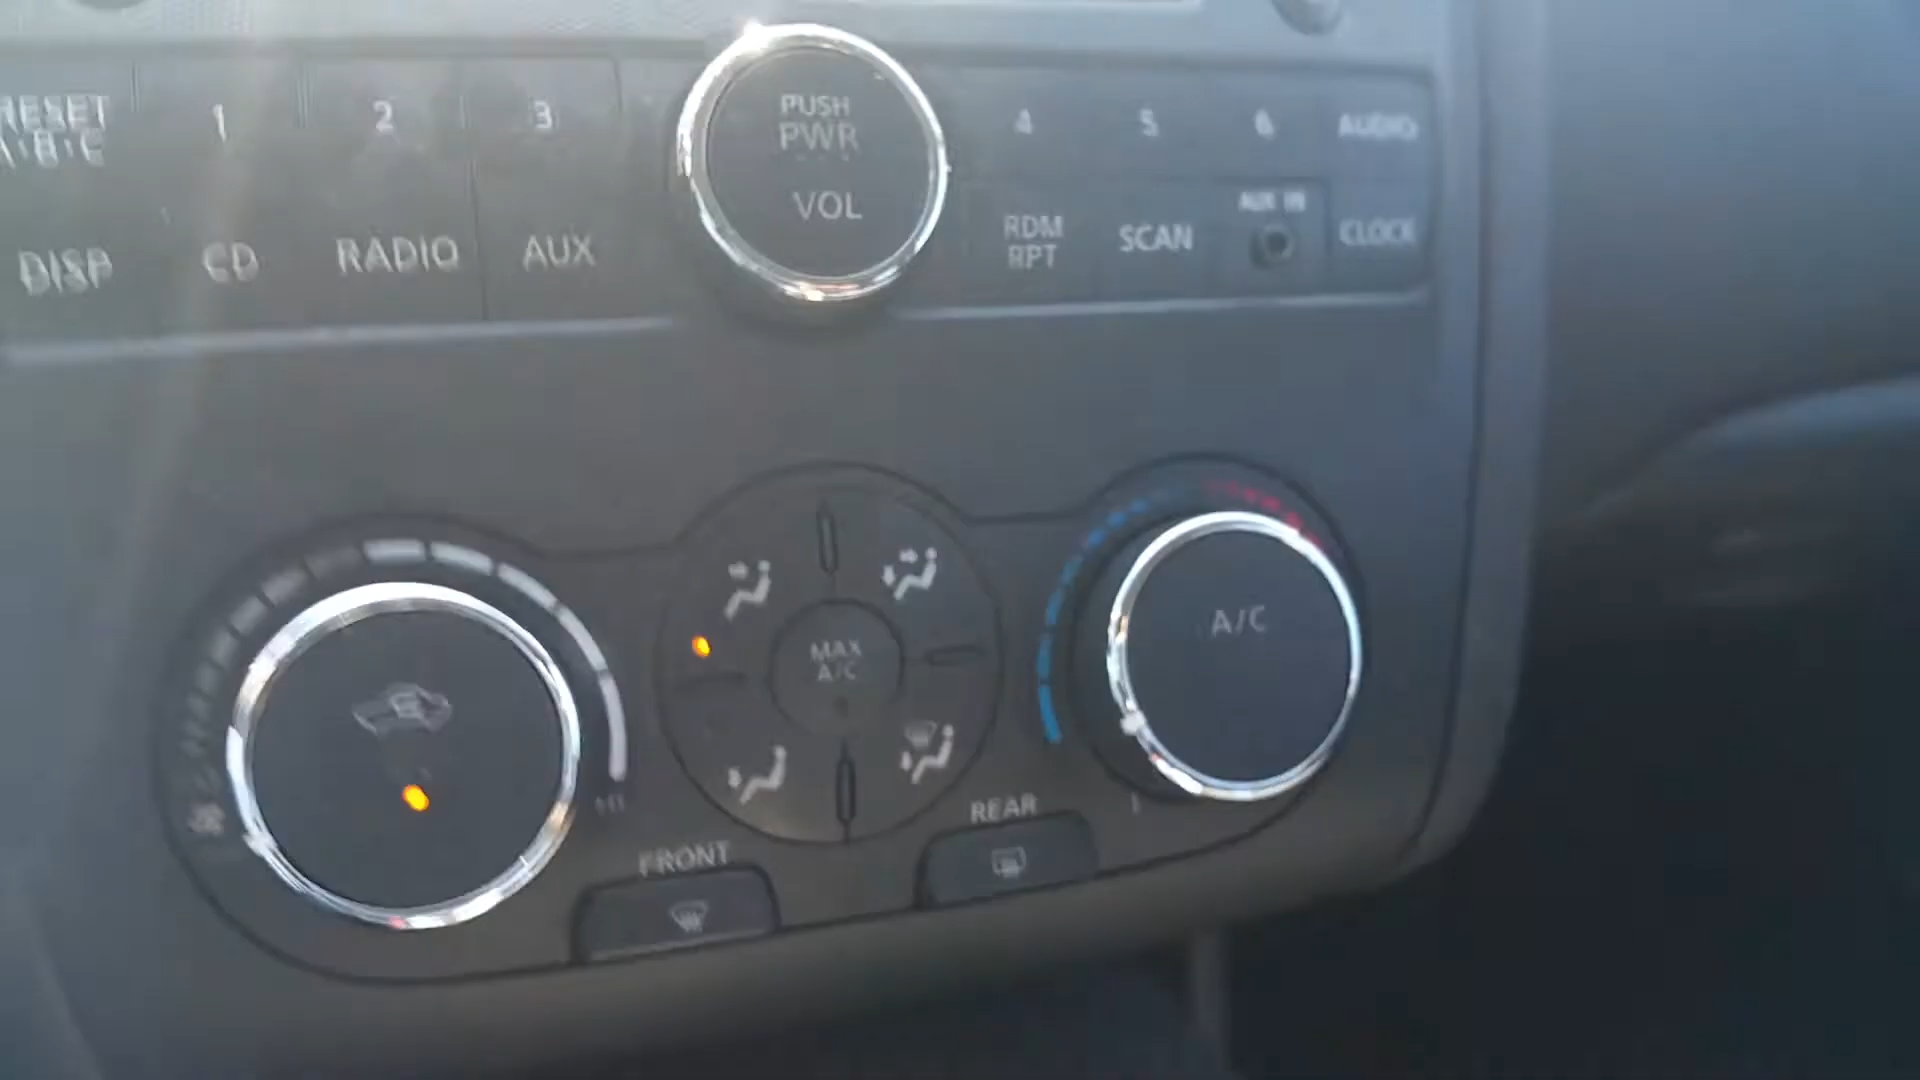 RESET
A·B·C
1
2
3
PUSH
PWR
VOL
4
5
6
AUDIO
DISP
CD
RADIO
AUX
RDM
RPT
SCAN
AUX IN
CLOCK
MAX
A/C
A/C
HI
FRONT
REAR